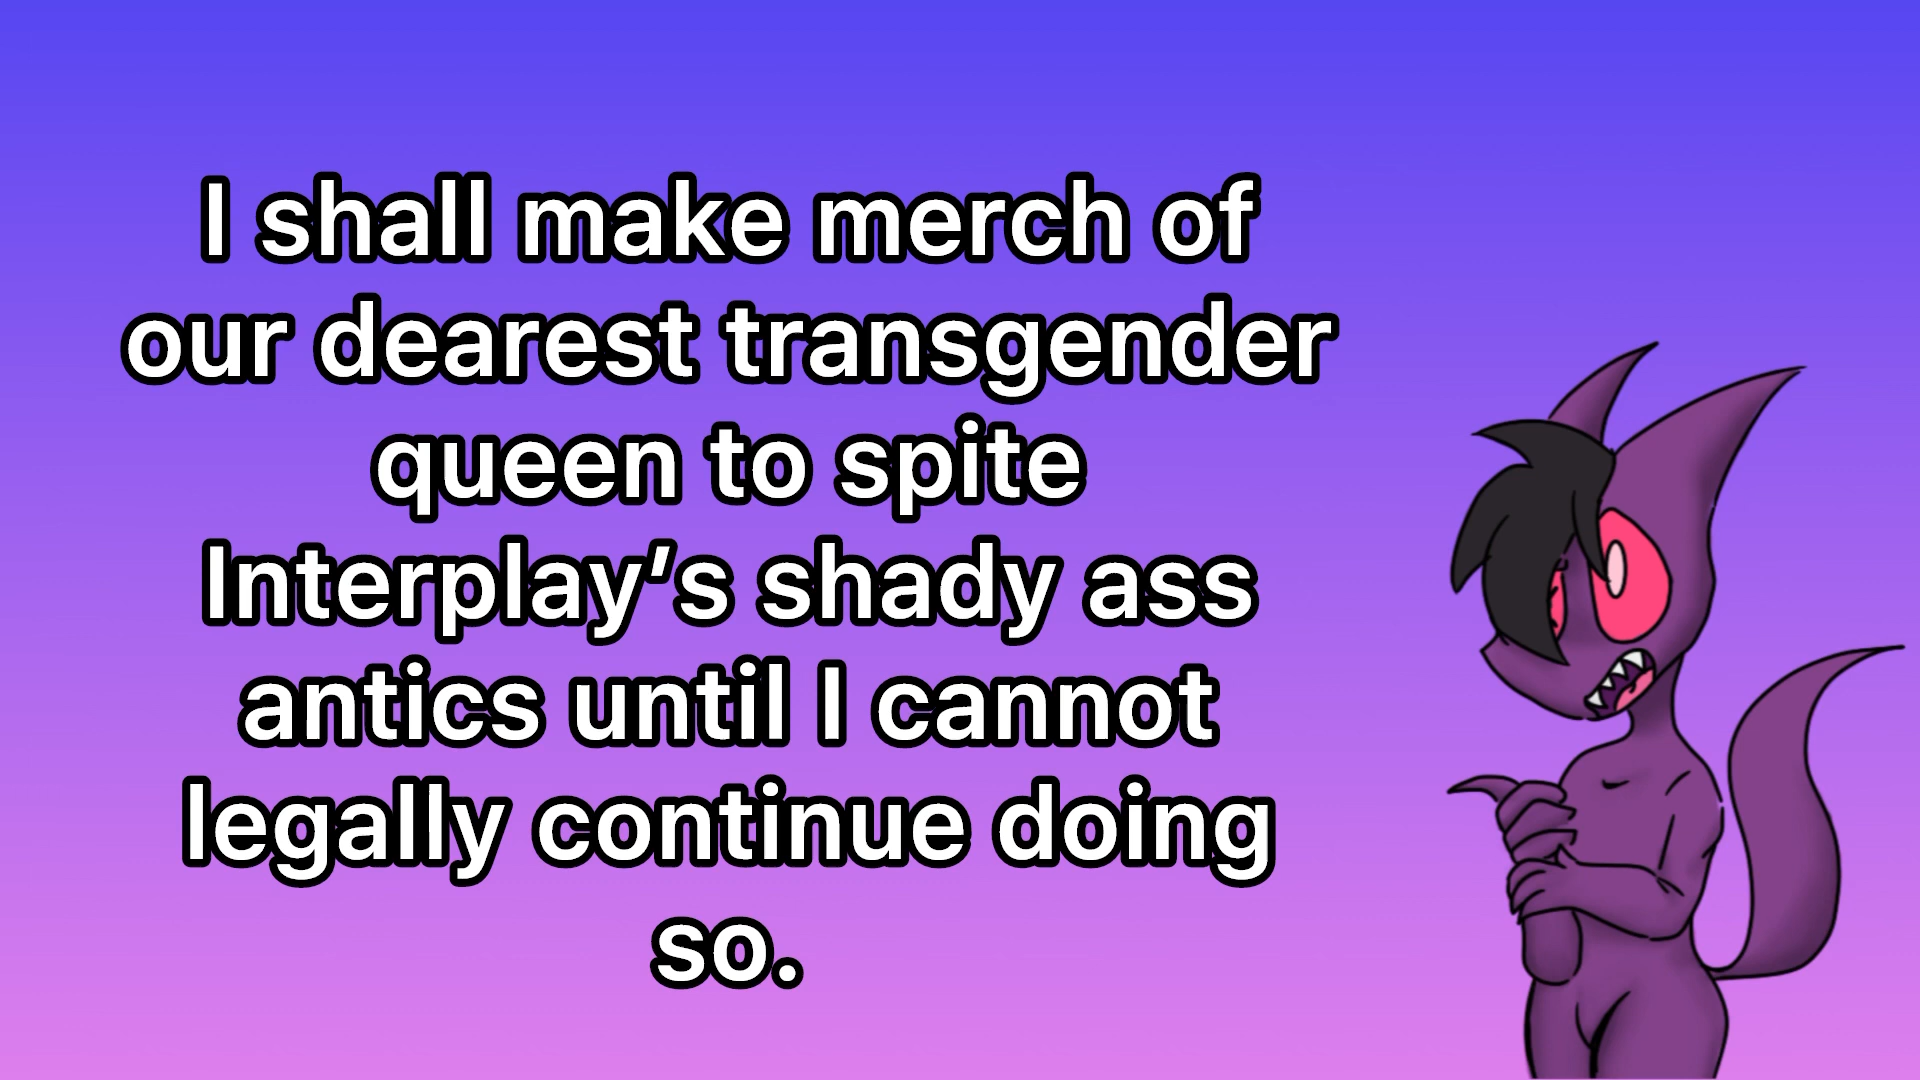 I shall make merch of
our dearest transgender
queen to spite
Interplay’s shady ass
antics until I cannot
legally continue doing
so.